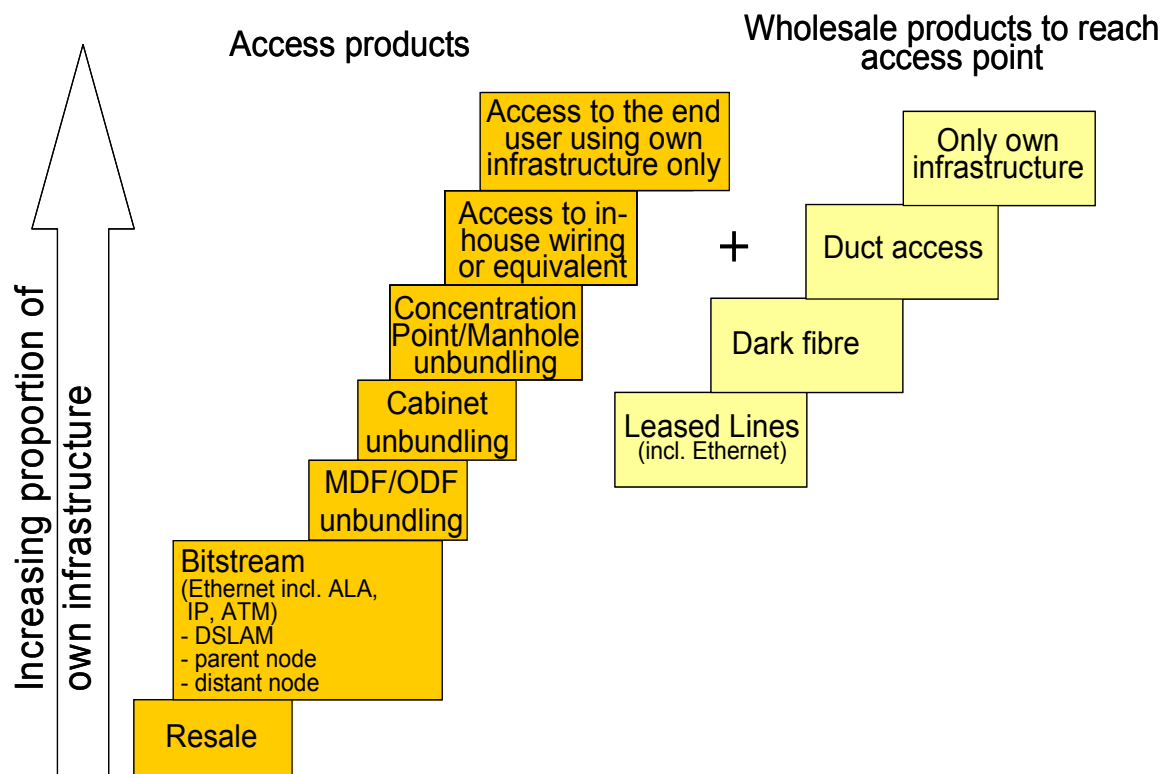 Access products
Wholesale products to reach
access point
Increasing proportion of
own infrastructure
Access to the end
user using own
infrastructure only
Access to in-
house wiring
or equivalent
Concentration
Point/Manhole
unbundling
Cabinet
unbundling
MDF/ODF
unbundling
Bitstream
(Ethernet incl. ALA,
IP, ATM)
- DSLAM
- parent node
- distant node
Resale
+
Only own
infrastructure
Duct access
Dark fibre
Leased Lines
(incl. Ethernet)